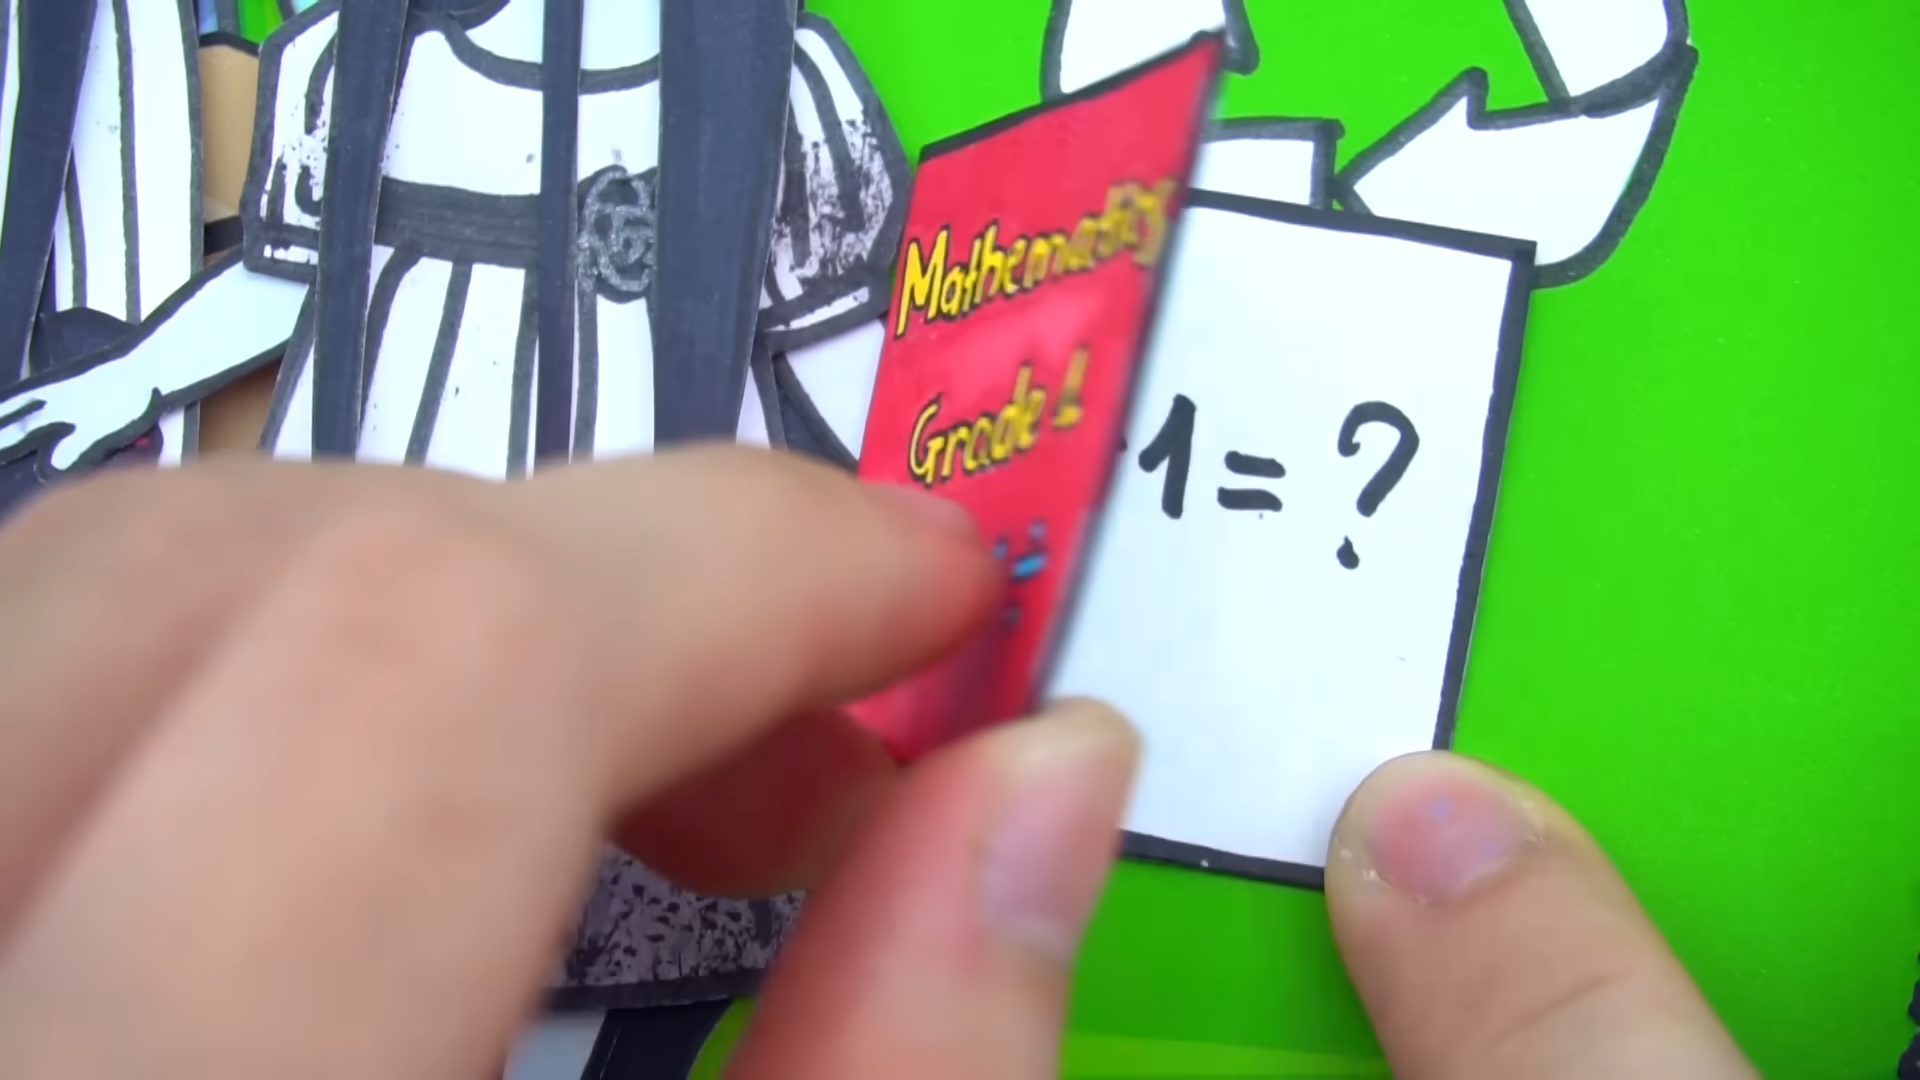 Mathematics
Grade 1
1 = ?